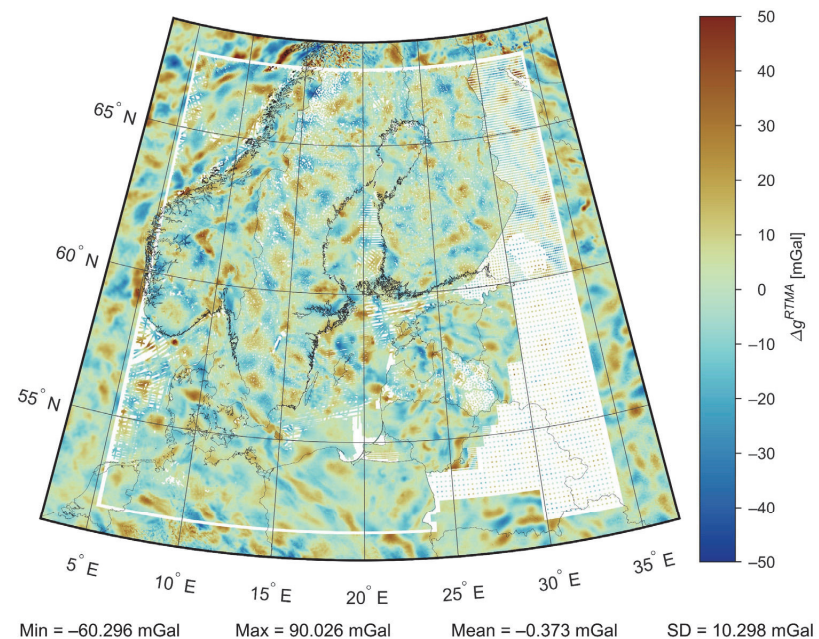 50
40
30
20
10
0
–10
–20
–30
–40
–50
Δg^RTMA [mGal]
65° N
60° N
55° N
5° E
10° E
15° E
20° E
25° E
30° E
35° E
Min = –60.296 mGal Max = 90.026 mGal Mean = –0.373 mGal SD = 10.298 mGal